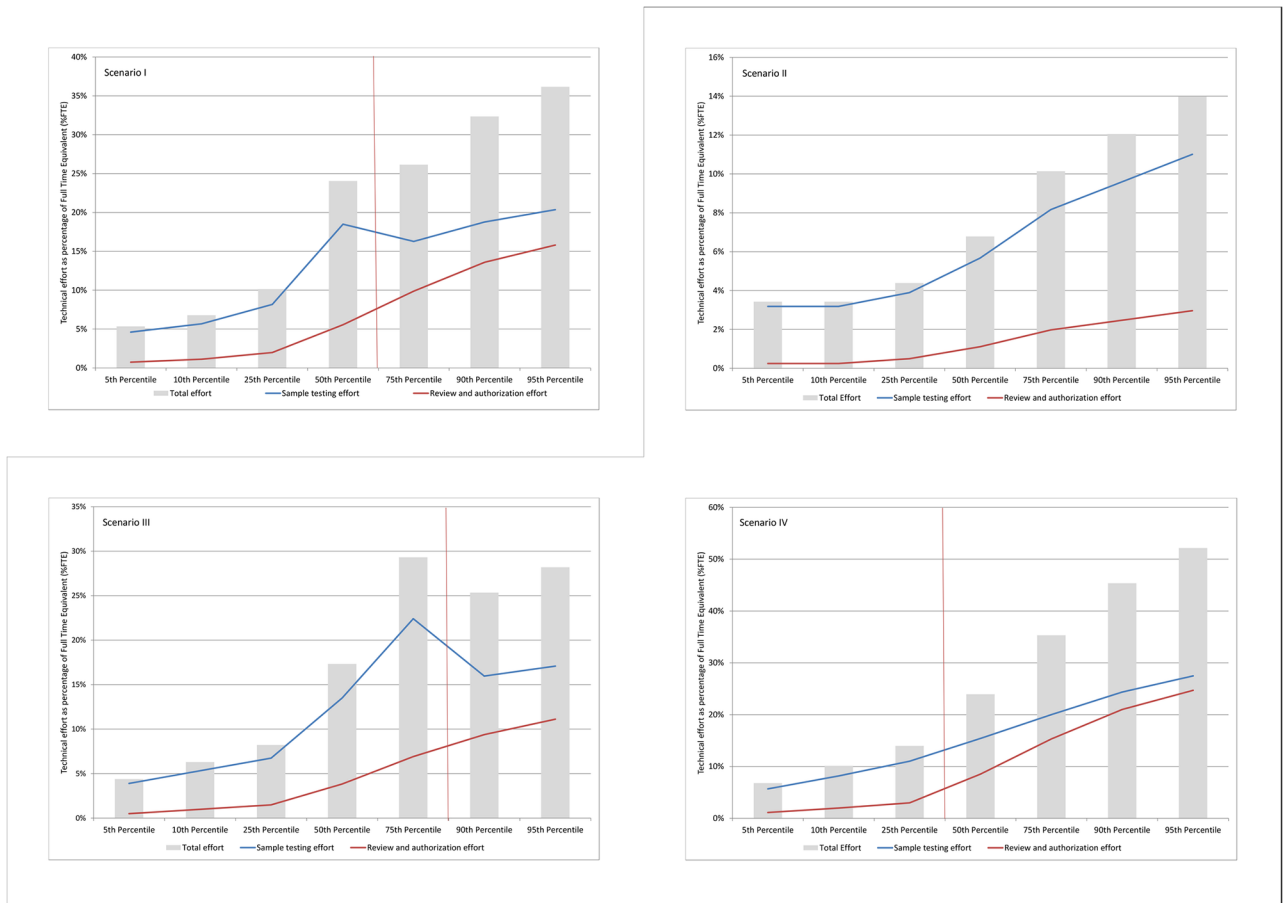 Scenario I
Technical effort as percentage of Full Time Equivalent (%FTE)
40%
35%
30%
25%
20%
15%
10%
5%
0%
5th Percentile 10th Percentile 25th Percentile 50th Percentile 75th Percentile 90th Percentile 95th Percentile
Total effort Sample testing effort Review and authorization effort
Scenario II
Technical effort as percentage of Full Time Equivalent (%FTE)
16%
14%
12%
10%
8%
6%
4%
2%
0%
5th Percentile 10th Percentile 25th Percentile 50th Percentile 75th Percentile 90th Percentile 95th Percentile
Total Effort Sample testing effort Review and authorization effort
Scenario III
Technical effort as percentage of Full Time Equivalent (%FTE)
35%
30%
25%
20%
15%
10%
5%
0%
5th Percentile 10th Percentile 25th Percentile 50th Percentile 75th Percentile 90th Percentile 95th Percentile
Total effort Sample testing effort Review and authorization effort
Scenario IV
Technical effort as percentage of Full Time Equivalent (%FTE)
60%
50%
40%
30%
20%
10%
0%
5th Percentile 10th Percentile 25th Percentile 50th Percentile 75th Percentile 90th Percentile 95th Percentile
Total Effort Sample testing effort Review and authorization effort